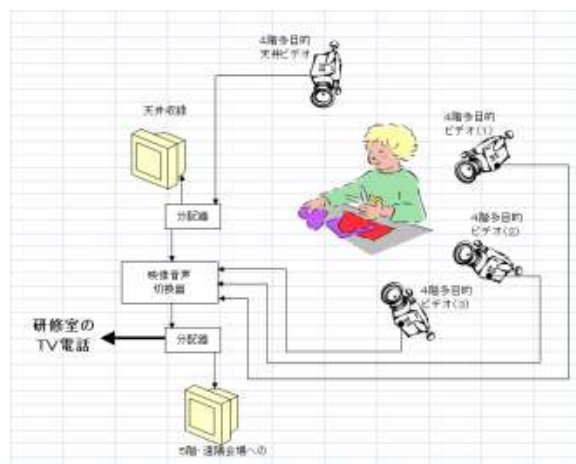 4階多目的
天井ビデオ
天井収録
4階多目的
ビデオ(1)
分配器
4階多目的
ビデオ(2)
映像音声
切換器
4階多目的
ビデオ(3)
研修室の
TV電話
分配器
5階・遠隔会場への